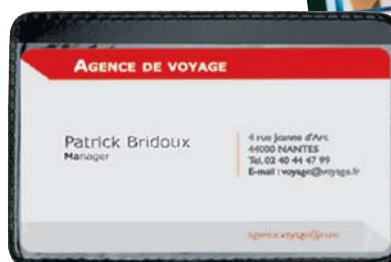 AGENCE DE VOYAGE
Patrick Bridoux
Manager
4 rue Jeanne d'Arc
44000 NANTES
Tel. 02 40 44 47 99
E-mail : voyage@voyage.fr